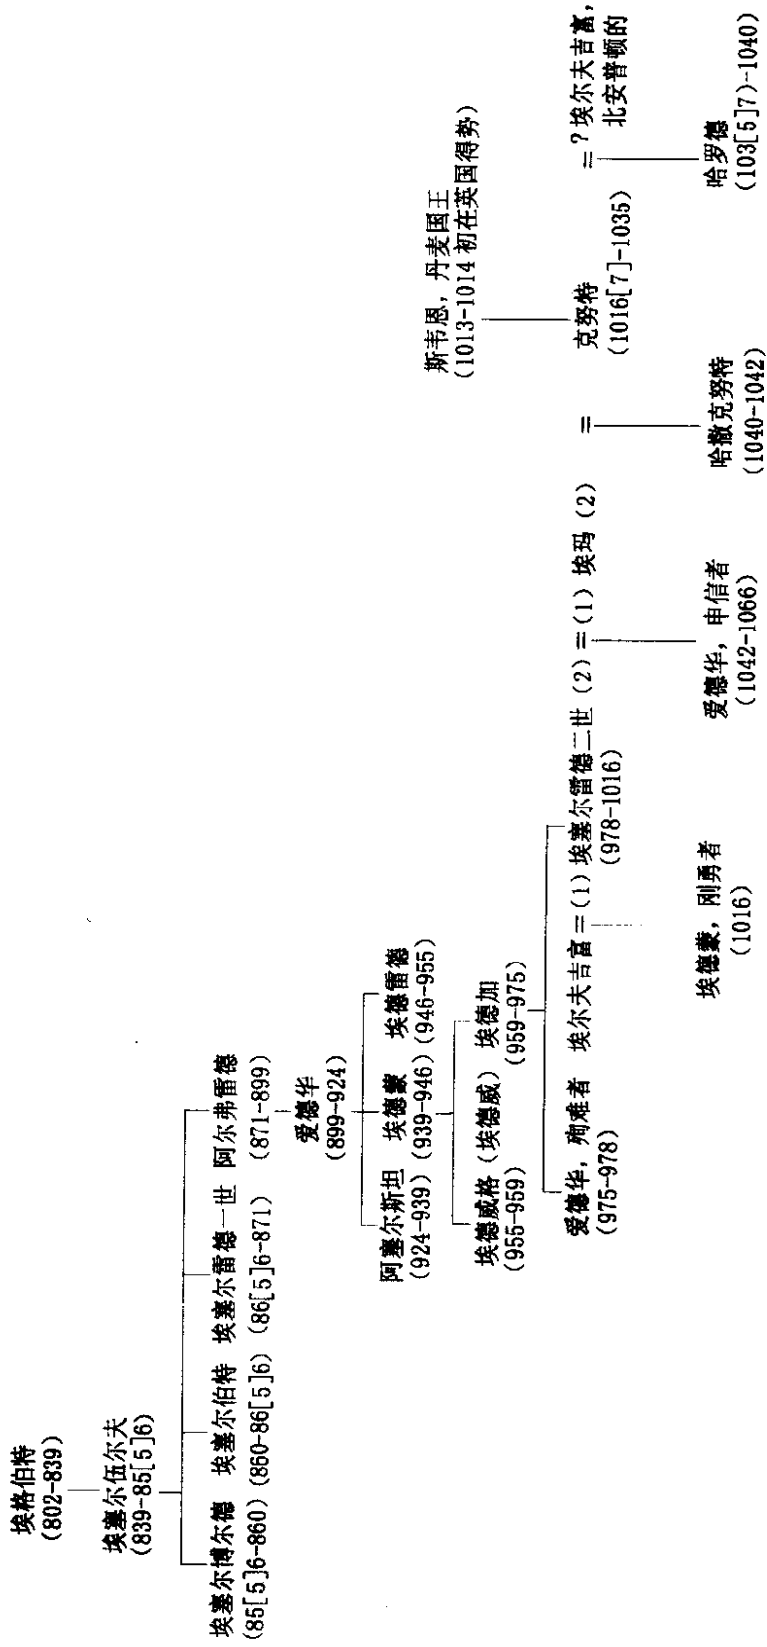 埃格伯特
(802-839)
埃塞尔伍尔夫
(839-85[5]6)
埃塞尔博尔德 埃塞尔伯特 埃塞尔雷德一世 阿尔弗雷德
(85[5]6-860) (860-86[5]6) (86[5]6-871) (871-899)
爱德华
(899-924)
阿塞尔斯坦 埃德蒙 埃德雷德
(924-939) (939-946) (946-955)
斯韦恩, 丹麦国王
(1013-1014 初在英国得势)
埃德威格 (埃德威) 埃德加
(955-959) (959-975)
爱德华, 殉难者 埃尔夫吉富=(1) 埃塞尔雷德二世 (2) =(1) 埃玛 (2) = 克努特 =?埃尔夫吉富,
(975-978) (978-1016) (1016[7]-1035) 北安普顿的
埃德蒙, 刚勇者 爱德华, 申信者 哈撒克努特 哈罗德
(1016) (1042-1066) (1040-1042) (103[5]7)-1040)